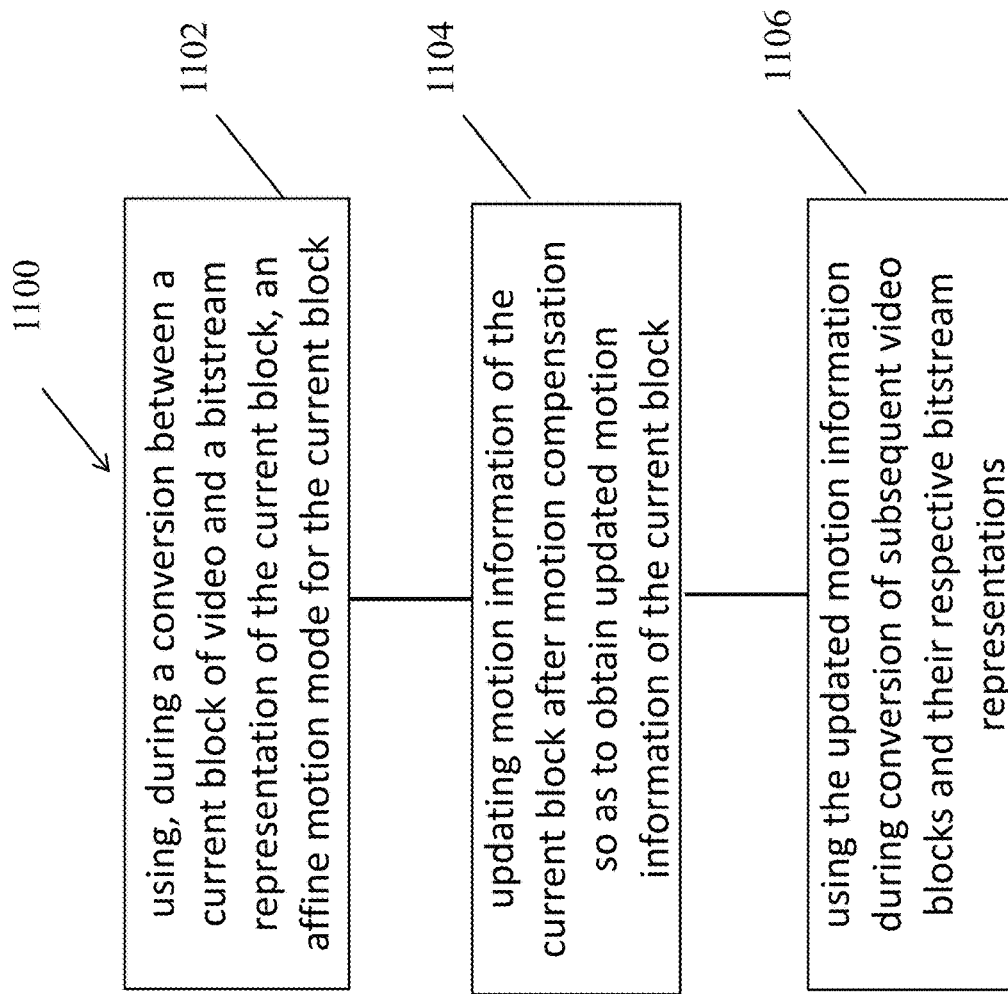 1100
using, during a conversion between a
current block of video and a bitstream
representation of the current block, an
affine motion mode for the current block
1102
updating motion information of the
current block after motion compensation
so as to obtain updated motion
information of the current block
1104
using the updated motion information
during conversion of subsequent video
blocks and their respective bitstream
representations
1106